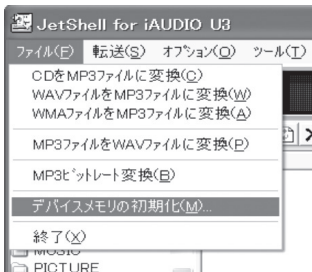 JetShell for iAUDIO U3
ファイル(F) 転送(S) オプション(O) ツール(T)
CDをMP3ファイルに変換(C)
WAVファイルをMP3ファイルに変換(W)
WMAファイルをMP3ファイルに変換(A)
MP3ファイルをWAVファイルに変換(P)
MP3ビットレート変換(B)
デバイスメモリの初期化(M)...
終了(X)
MUSIC
PICTURE